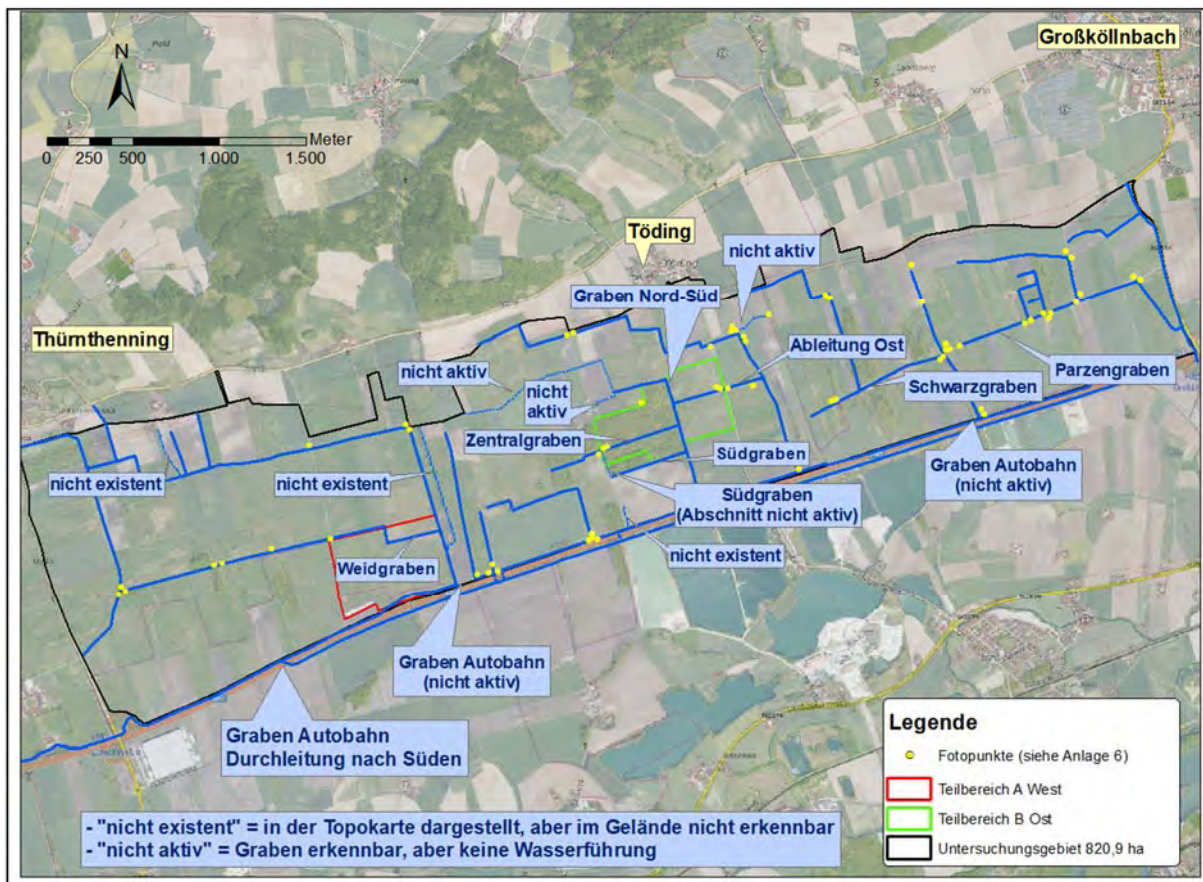 Großköllnbach
N
Meter
0 250 500 1.000 1.500
Töding
nicht aktiv
Graben Nord-Süd
Thürnthenning
Ableitung Ost
nicht aktiv
nicht
aktiv
Parzengraben
Schwarzgraben
Zentralgraben
Südgraben
nicht existent
nicht existent
Graben Autobahn
(nicht aktiv)
Südgraben
(Abschnitt nicht aktiv)
nicht existent
Weidgraben
Graben Autobahn
(nicht aktiv)
Graben Autobahn
Durchleitung nach Süden
Legende
Fotopunkte (siehe Anlage 6)
Teilbereich A West
Teilbereich B Ost
Untersuchungsgebiet 820,9 ha
- "nicht existent" = in der Topokarte dargestellt, aber im Gelände nicht erkennbar
- "nicht aktiv" = Graben erkennbar, aber keine Wasserführung